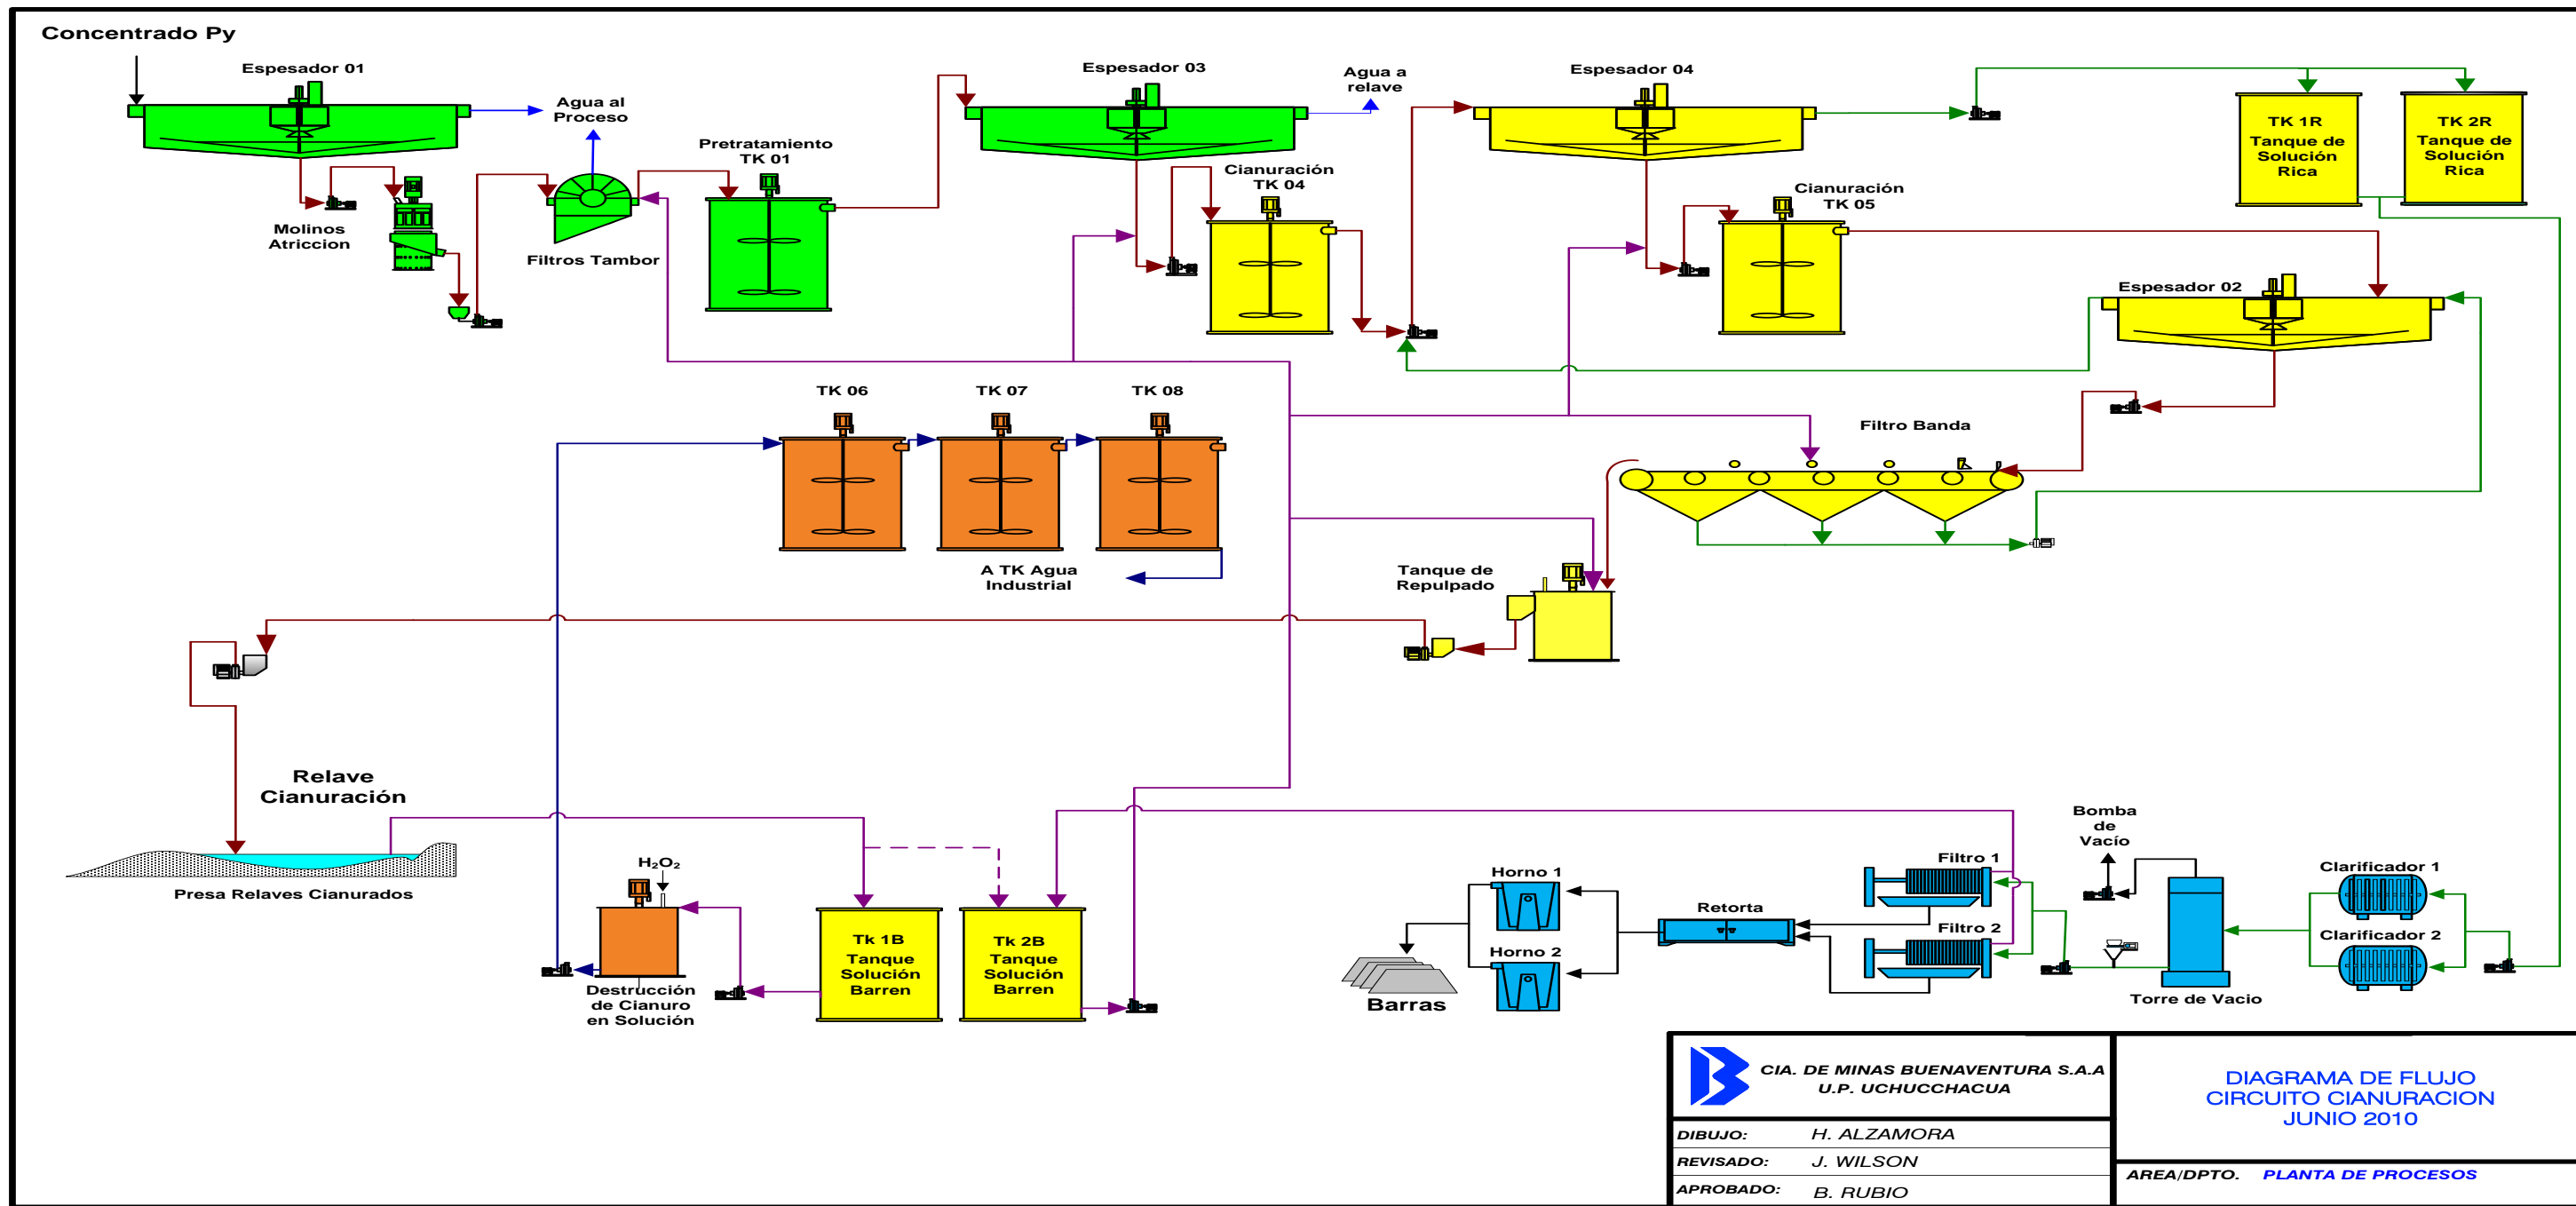 Concentrado Py
Espesador 01
Agua al
Proceso
Molinos
Atriccion
Filtros Tambor
Pretratamiento
TK 01
Espesador 03
Agua a
relave
Cianuración
TK 04
Espesador 04
Cianuración
TK 05
TK 1R
Tanque de
Solución
Rica
TK 2R
Tanque de
Solución
Rica
Espesador 02
TK 06
TK 07
TK 08
A TK Agua
Industrial
Filtro Banda
Tanque de
Repulpado
Relave
Cianuración
Presa Relaves Cianurados
H₂O₂
Destrucción
de Cianuro
en Solución
Tk 1B
Tanque
Solución
Barren
Tk 2B
Tanque
Solución
Barren
Barras
Horno 1
Horno 2
Retorta
Filtro 1
Filtro 2
Bomba
de
Vacío
Torre de Vacio
Clarificador 1
Clarificador 2
CIA. DE MINAS BUENAVENTURA S.A.A
U.P. UCHUCCHACUA
DIBUJO: H. ALZAMORA
REVISADO: J. WILSON
APROBADO: B. RUBIO
DIAGRAMA DE FLUJO
CIRCUITO CIANURACION
JUNIO 2010
AREA/DPTO. PLANTA DE PROCESOS